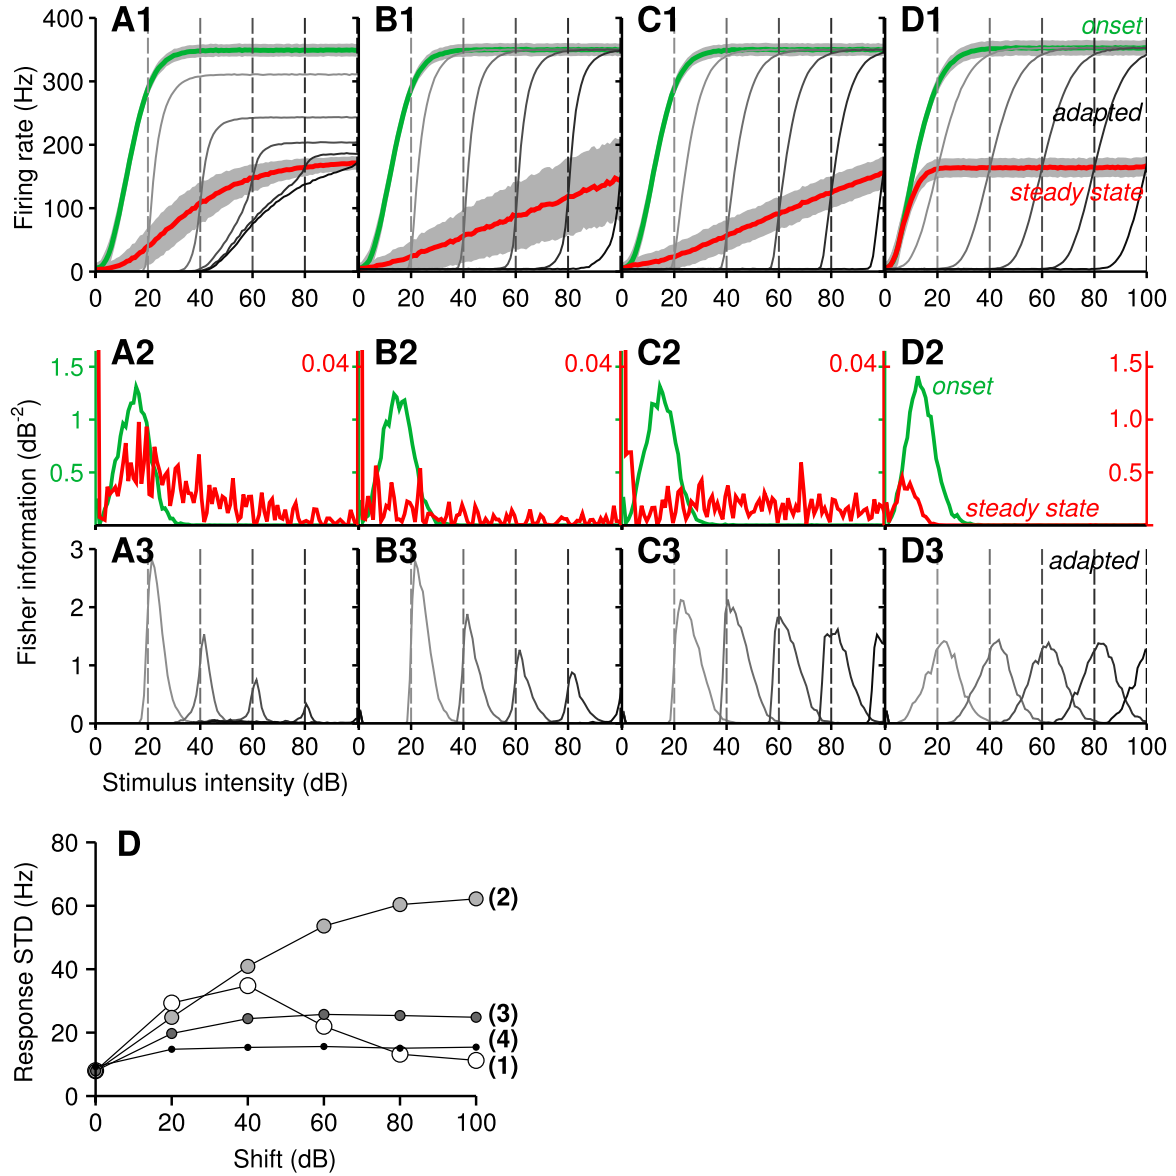 A1 B1 C1 D1
onset
adapted
steady state
Firing rate (Hz)
400
300
200
100
0
0 20 40 60 80 0 20 40 60 80 0 20 40 60 80 0 20 40 60 80 100
A2 B2 C2 D2
1.5 0.04 0.04 0.04 1.5
onset
1 1.0
0.5 0.5
steady state
Fisher information (dB-2)
A3 B3 C3 D3
adapted
3
2
1
0
0 20 40 60 80 0 20 40 60 80 0 20 40 60 80 0 20 40 60 80 100
Stimulus intensity (dB)
D
Response STD (Hz)
80
60
40
20
0
(2)
(3)
(4)
(1)
0 20 40 60 80 100
Shift (dB)